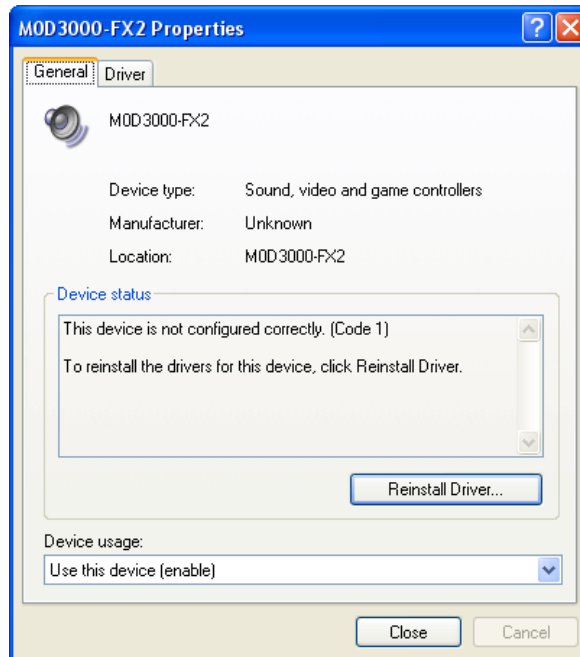 M0D3000-FX2 Properties
General Driver
M0D3000-FX2
Device type: Sound, video and game controllers
Manufacturer: Unknown
Location: M0D3000-FX2
Device status
This device is not configured correctly. (Code 1)
To reinstall the drivers for this device, click Reinstall Driver.
Reinstall Driver...
Device usage:
Use this device (enable)
Close Cancel